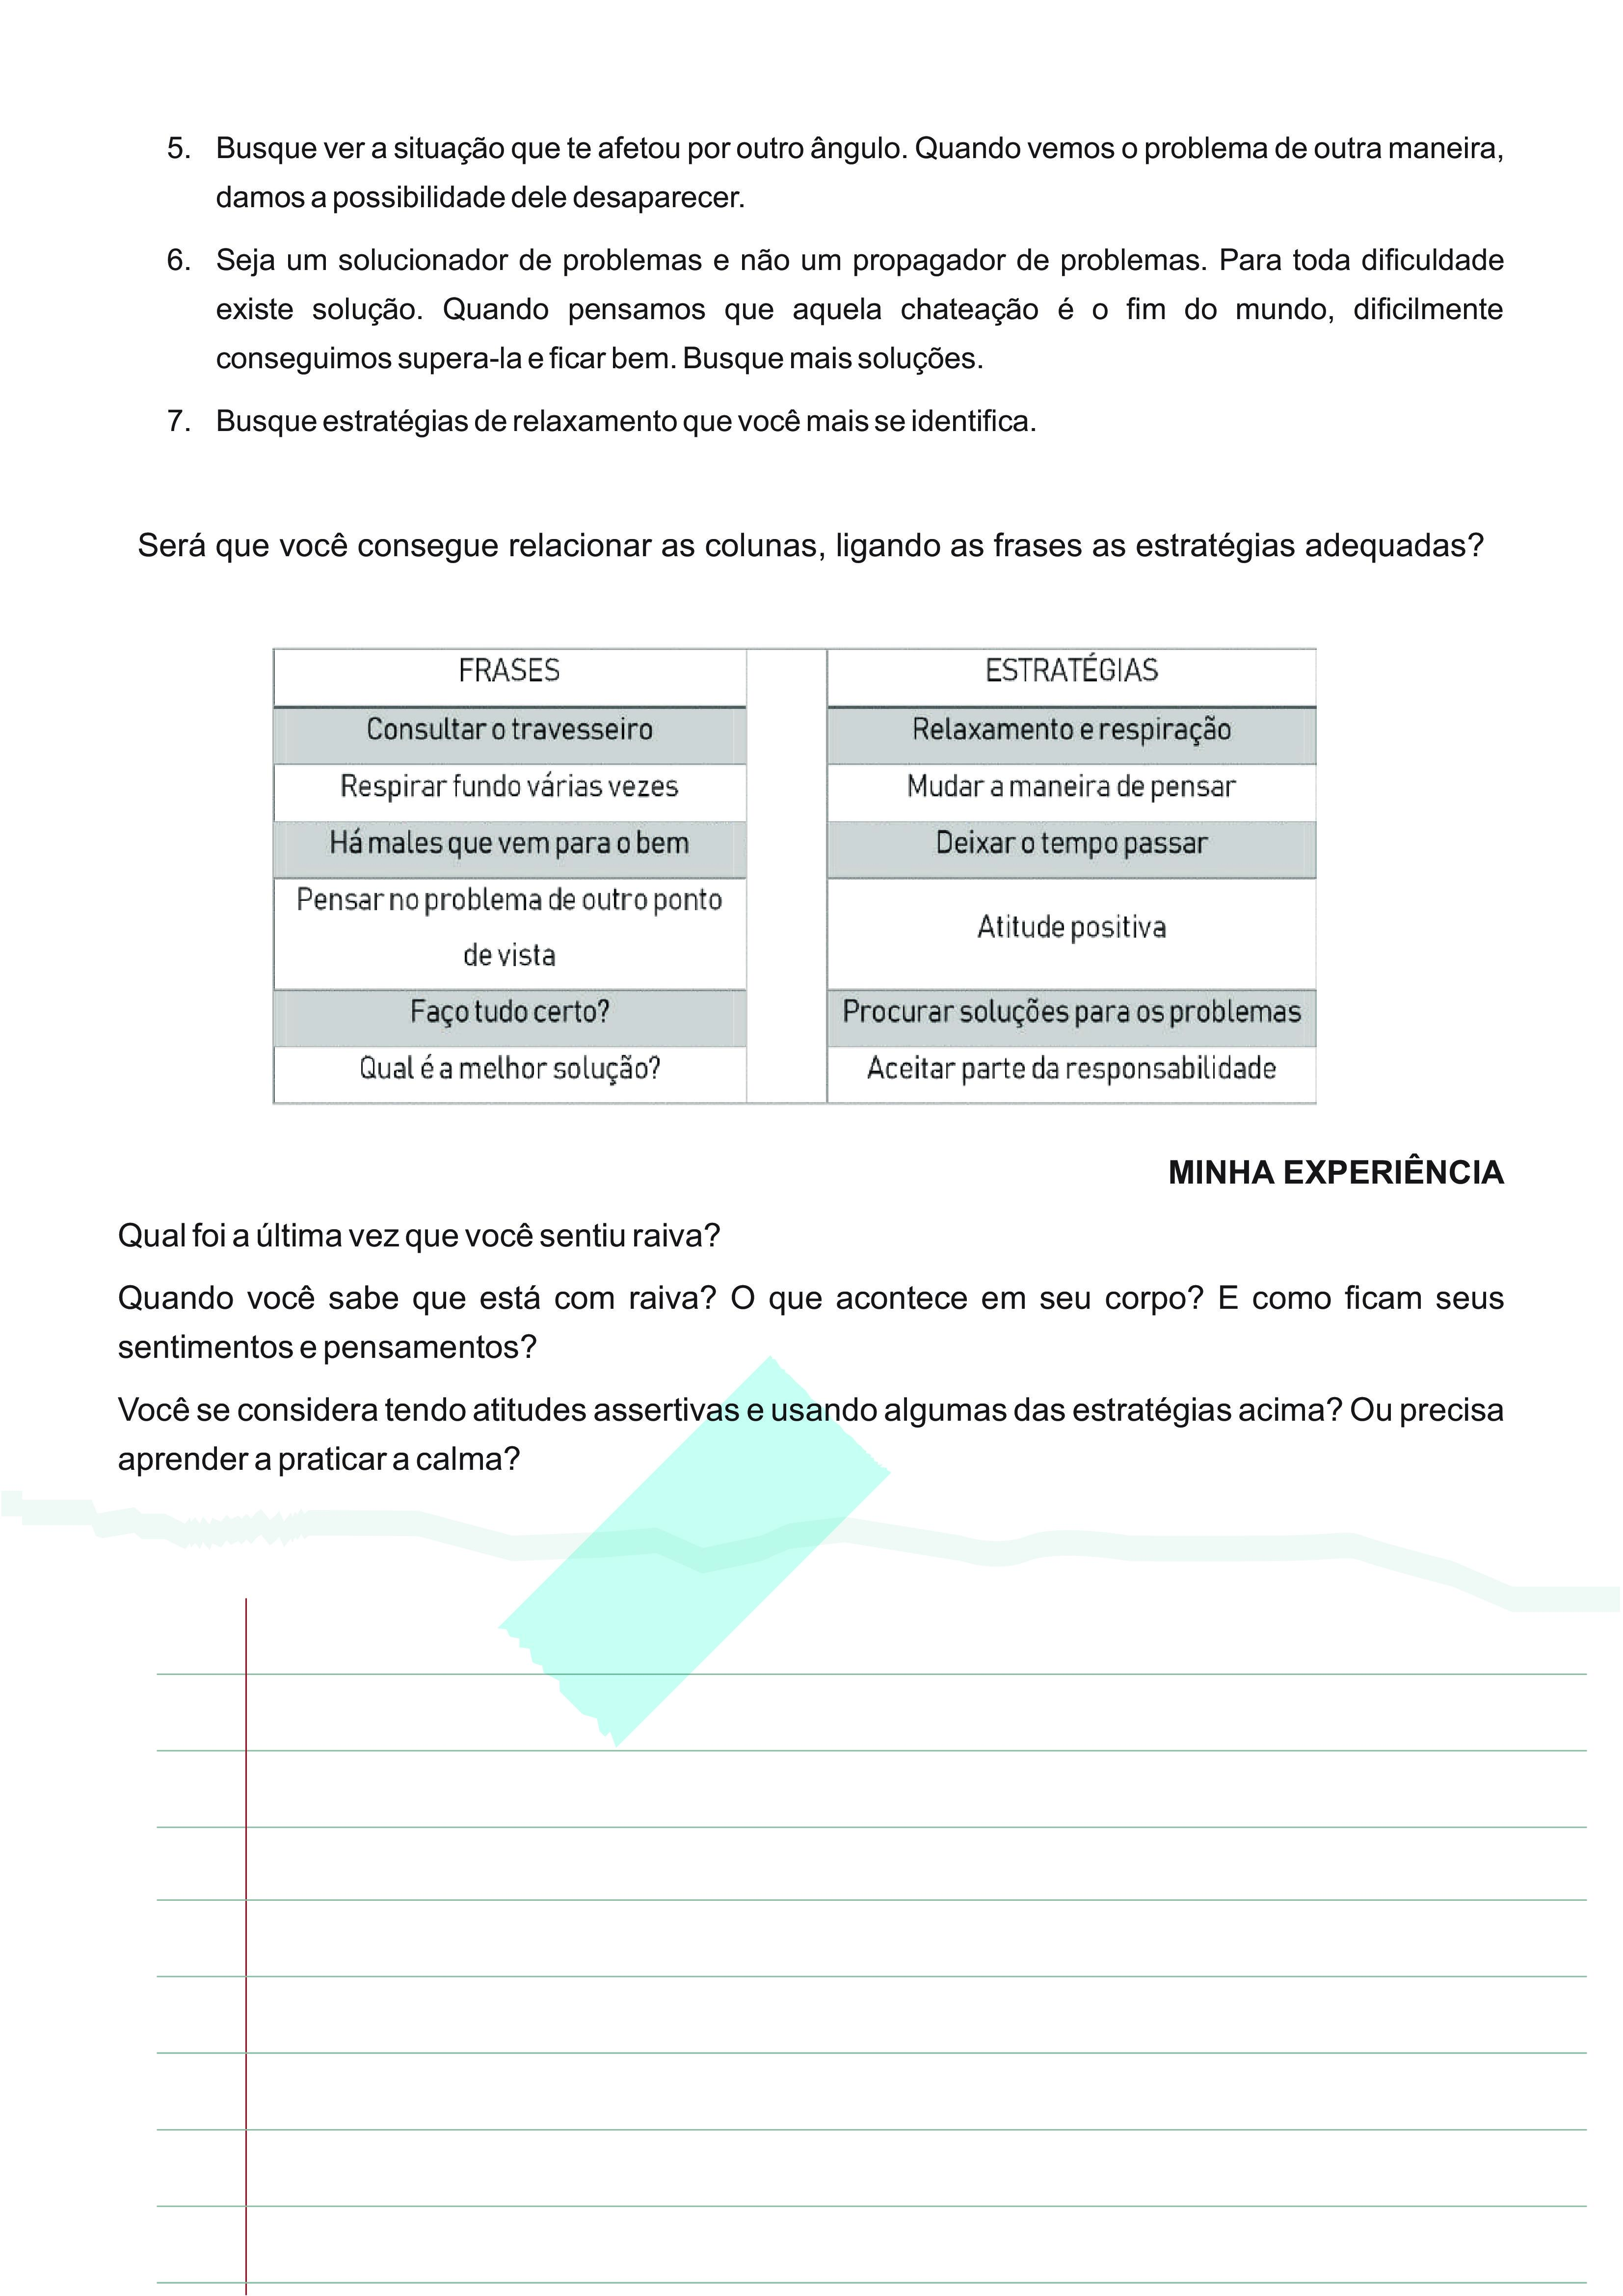 5. Busque ver a situação que te afetou por outro ângulo. Quando vemos o problema de outra maneira,
damos a possibilidade dele desaparecer.
6. Seja um solucionador de problemas e não um propagador de problemas. Para toda dificuldade
existe solução. Quando pensamos que aquela chateação é o fim do mundo, dificilmente
conseguimos supera-la e ficar bem. Busque mais soluções.
7. Busque estratégias de relaxamento que você mais se identifica.
Será que você consegue relacionar as colunas, ligando as frases as estratégias adequadas?
FRASES ESTRATÉGIAS
Consultar o travesseiro Relaxamento e respiração
Respirar fundo várias vezes Mudar a maneira de pensar
Há males que vem para o bem Deixar o tempo passar
Pensar no problema de outro ponto
de vista
Atitude positiva
Faço tudo certo? Procurar soluções para os problemas
Qual é a melhor solução? Aceitar parte da responsabilidade
MINHA EXPERIÊNCIA
Qual foi a última vez que você sentiu raiva?
Quando você sabe que está com raiva? O que acontece em seu corpo? E como ficam seus
sentimentos e pensamentos?
Você se considera tendo atitudes assertivas e usando algumas das estratégias acima? Ou precisa
aprender a praticar a calma?